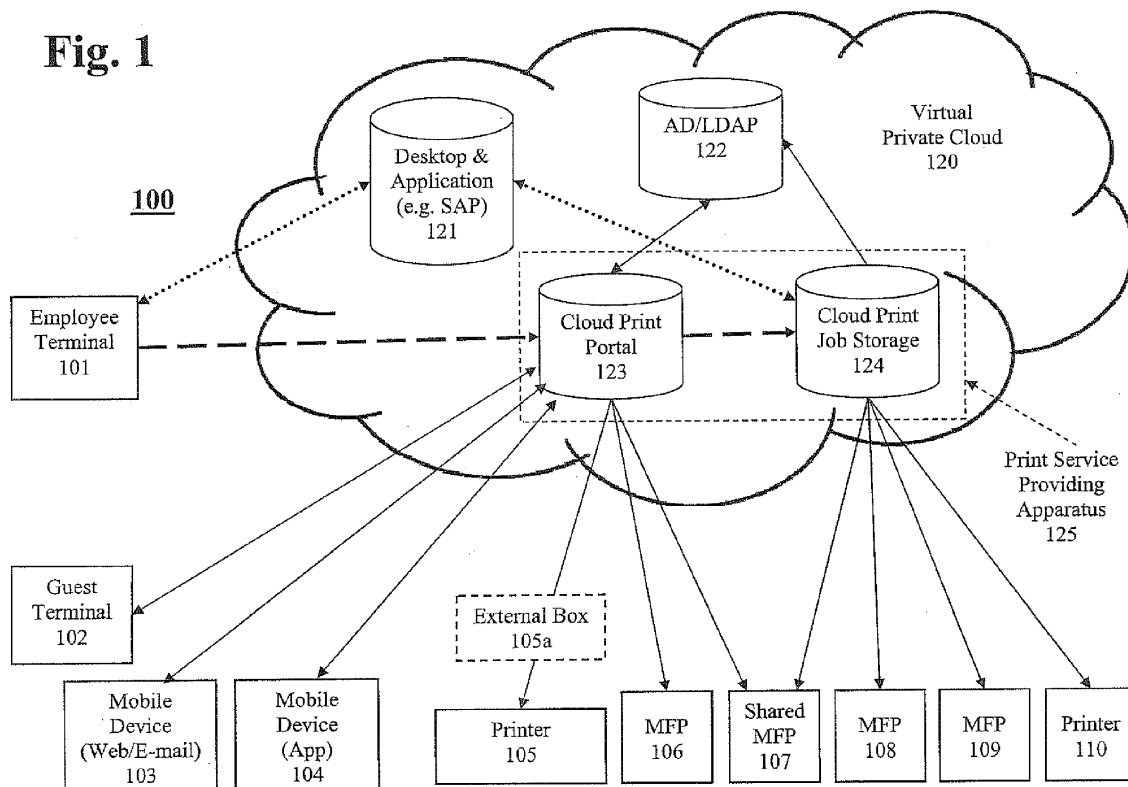 Fig. 1
100
Desktop &
Application
(e.g. SAP)
121
AD/LDAP
122
Virtual
Private Cloud
120
Employee
Terminal
101
Cloud Print
Portal
123
Cloud Print
Job Storage
124
Print Service
Providing
Apparatus
125
Guest
Terminal
102
External Box
105a
Mobile
Device
(Web/E-mail)
103
Mobile
Device
(App)
104
Printer
105
MFP
106
Shared
MFP
107
MFP
108
MFP
109
Printer
110